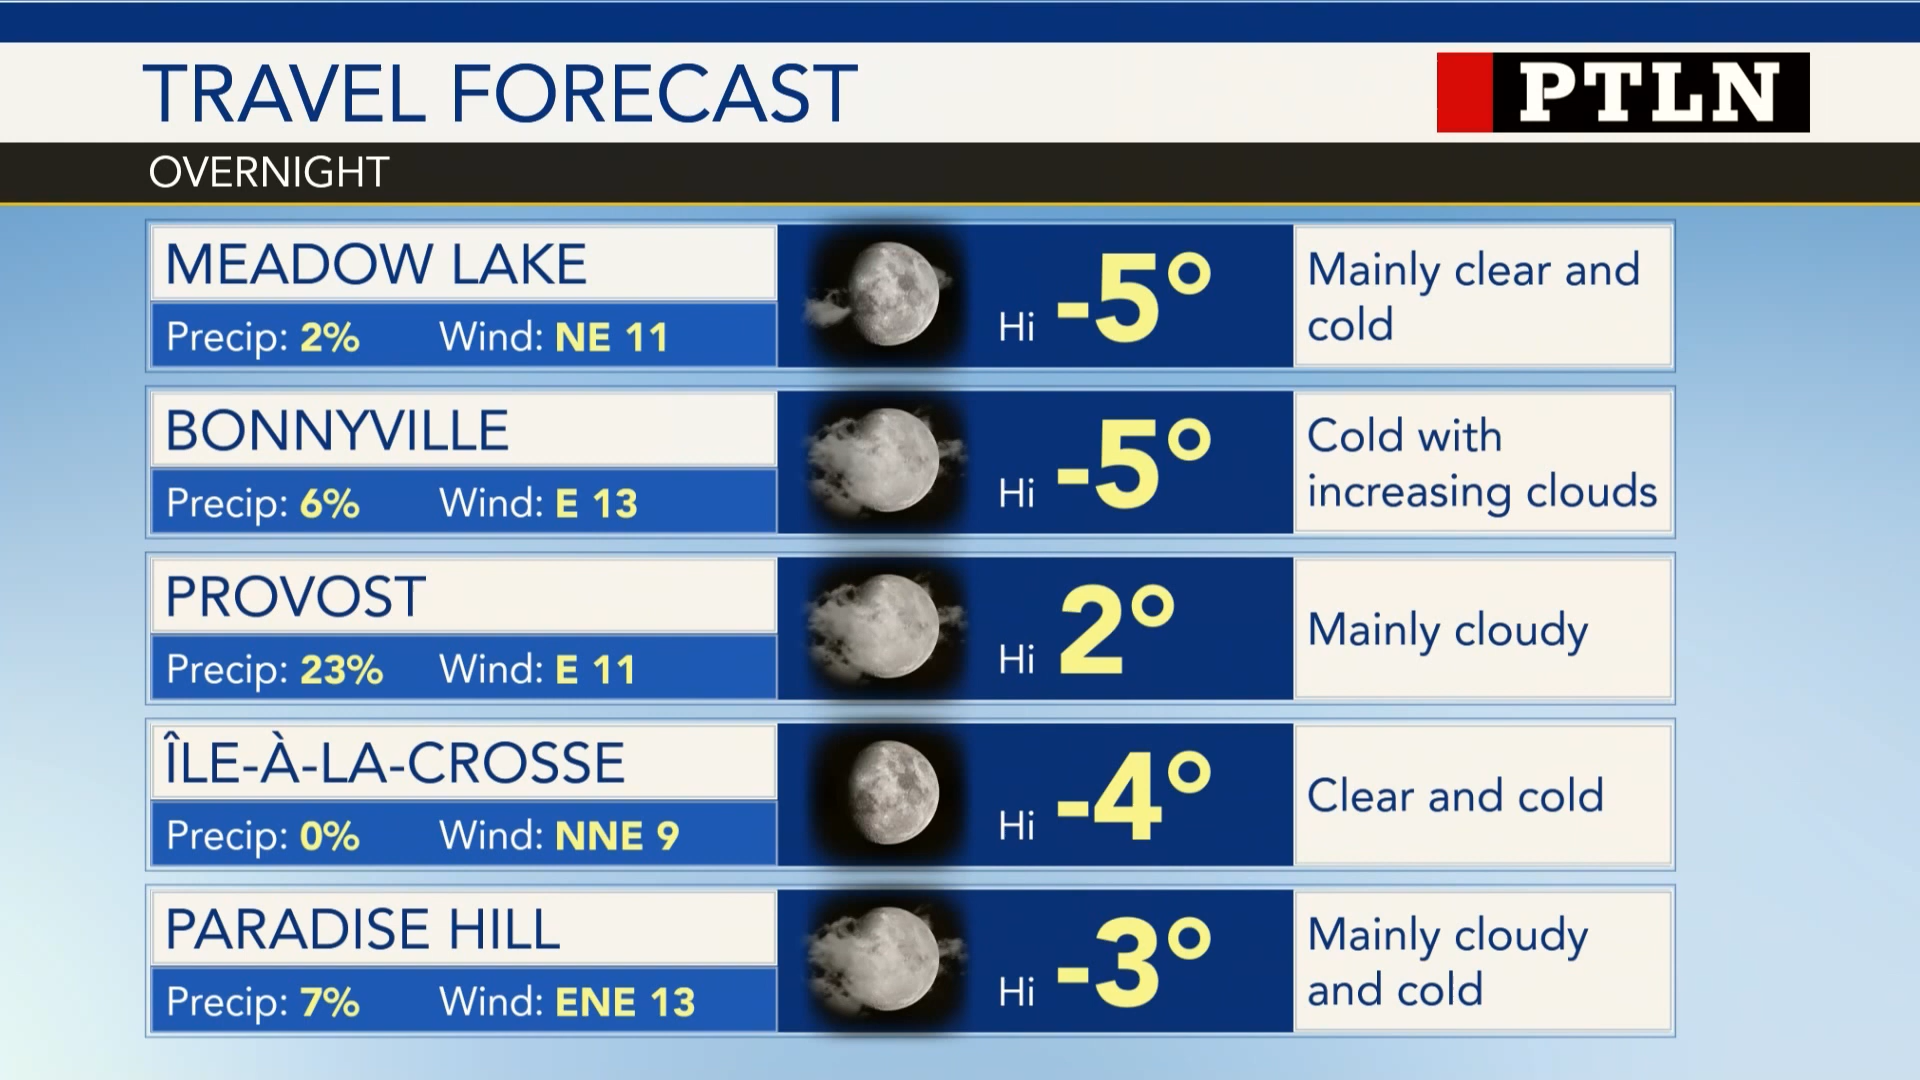 TRAVEL FORECAST
PTLN
OVERNIGHT
MEADOW LAKE
Precip: 2% Wind: NE 11
Hi -5°
Mainly clear and
cold
BONNYVILLE
Precip: 6% Wind: E 13
Hi -5°
Cold with
increasing clouds
PROVOST
Precip: 23% Wind: E 11
Hi 2°
Mainly cloudy
ÎLE-À-LA-CROSSE
Precip: 0% Wind: NNE 9
Hi -4°
Clear and cold
PARADISE HILL
Precip: 7% Wind: ENE 13
Hi -3°
Mainly cloudy
and cold